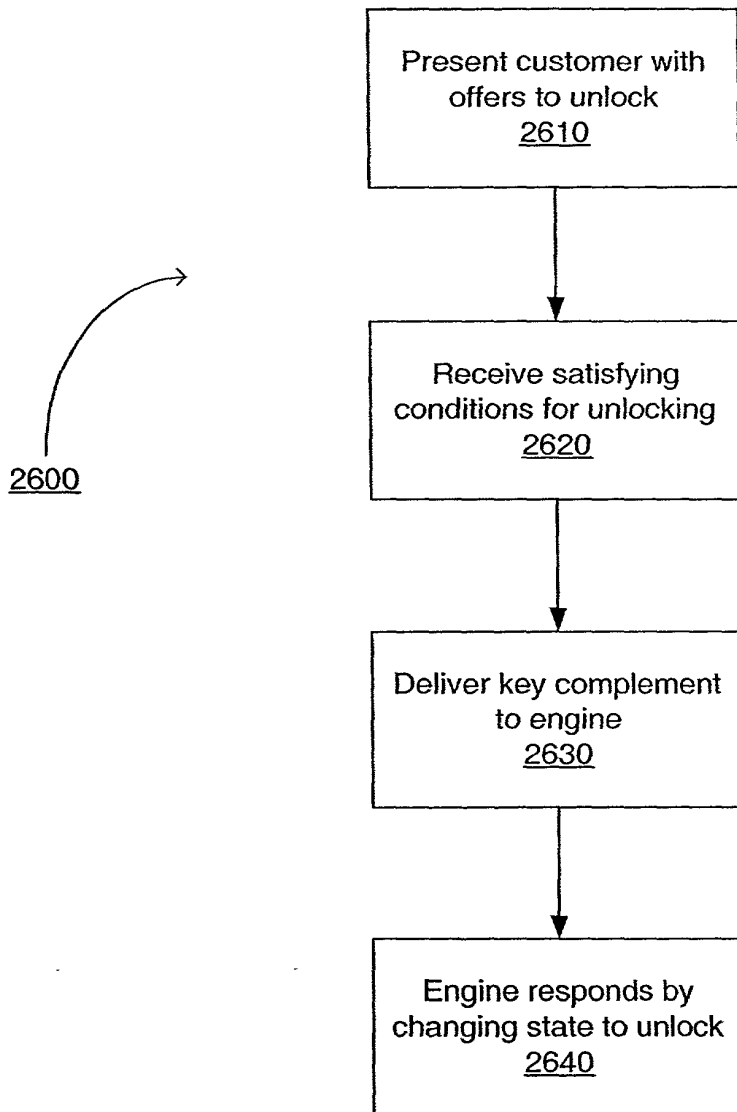 Present customer with
offers to unlock
2610
Receive satisfying
conditions for unlocking
2620
2600
Deliver key complement
to engine
2630
Engine responds by
changing state to unlock
2640